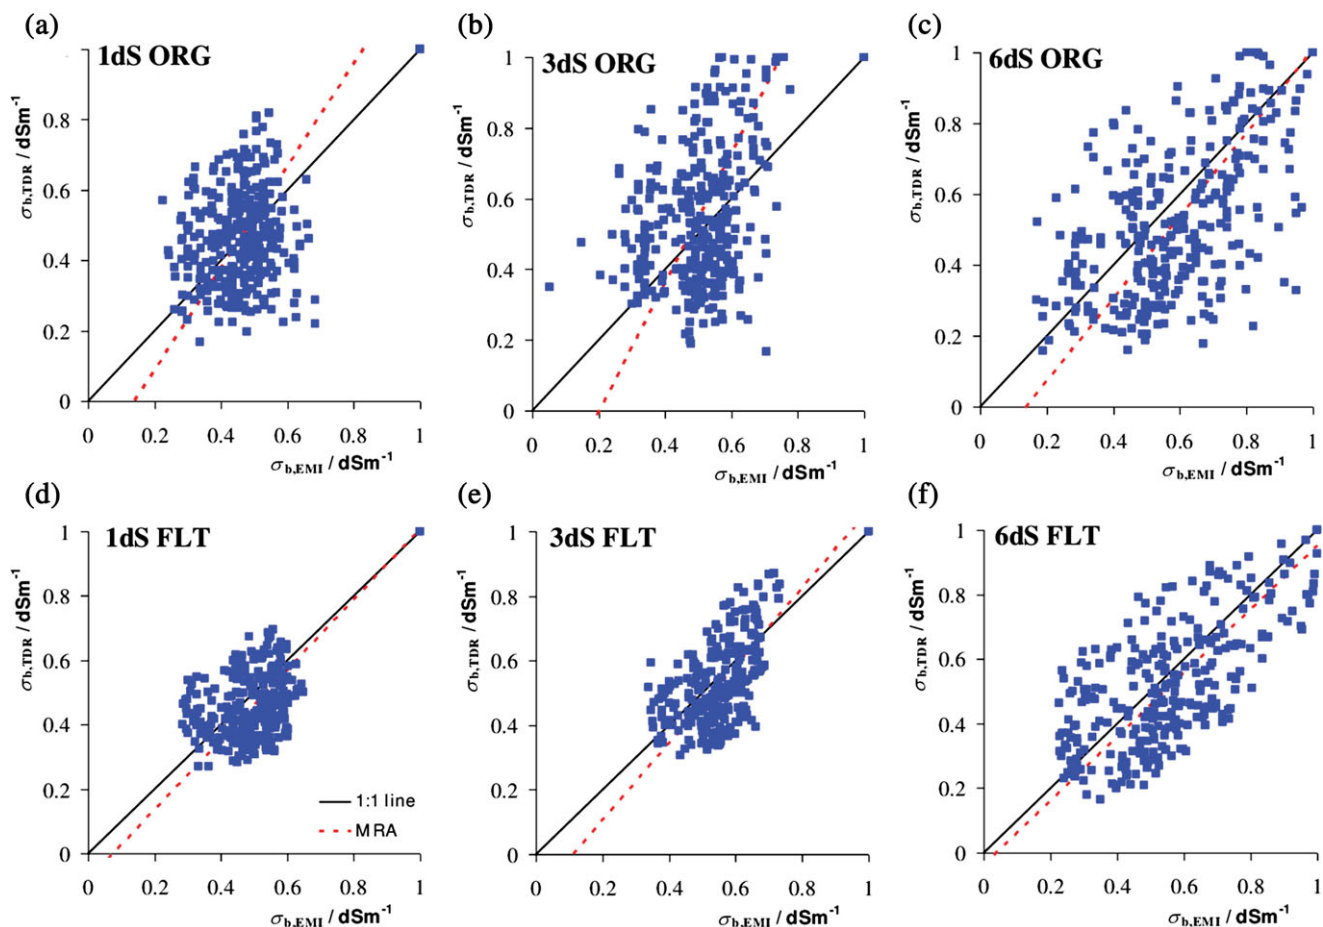 (a)
1dS ORG
1
0.8
0.6
0.4
0.2
0
0 0.2 0.4 0.6 0.8 1
σb,TDR / dSm-1
σb,EMI / dSm-1
(b)
3dS ORG
1
0.8
0.6
0.4
0.2
0
0 0.2 0.4 0.6 0.8 1
σb,TDR / dSm-1
σb,EMI / dSm-1
(c)
6dS ORG
1
0.8
0.6
0.4
0.2
0
0 0.2 0.4 0.6 0.8 1
σb,TDR / dSm-1
σb,EMI / dSm-1
(d)
1dS FLT
1
0.8
0.6
0.4
0.2
0
0 0.2 0.4 0.6 0.8 1
σb,TDR / dSm-1
σb,EMI / dSm-1
1:1 line
MRA
(e)
3dS FLT
1
0.8
0.6
0.4
0.2
0
0 0.2 0.4 0.6 0.8 1
σb,TDR / dSm-1
σb,EMI / dSm-1
(f)
6dS FLT
1
0.8
0.6
0.4
0.2
0
0 0.2 0.4 0.6 0.8 1
σb,TDR / dSm-1
σb,EMI / dSm-1